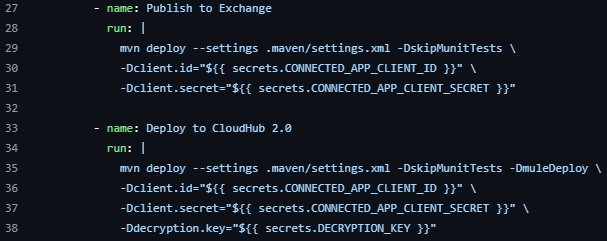 27 - name: Publish to Exchange
28 run: |
29 mvn deploy --settings .maven/settings.xml -DskipMunitTests \
30 -Dclient.id="${{ secrets.CONNECTED_APP_CLIENT_ID }}" \
31 -Dclient.secret="${{ secrets.CONNECTED_APP_CLIENT_SECRET }}"
32
33 - name: Deploy to CloudHub 2.0
34 run: |
35 mvn deploy --settings .maven/settings.xml -DskipMunitTests -DmuleDeploy \
36 -Dclient.id="${{ secrets.CONNECTED_APP_CLIENT_ID }}" \
37 -Dclient.secret="${{ secrets.CONNECTED_APP_CLIENT_SECRET }}" \
38 -Ddecryption.key="${{ secrets.DECRYPTION_KEY }}"